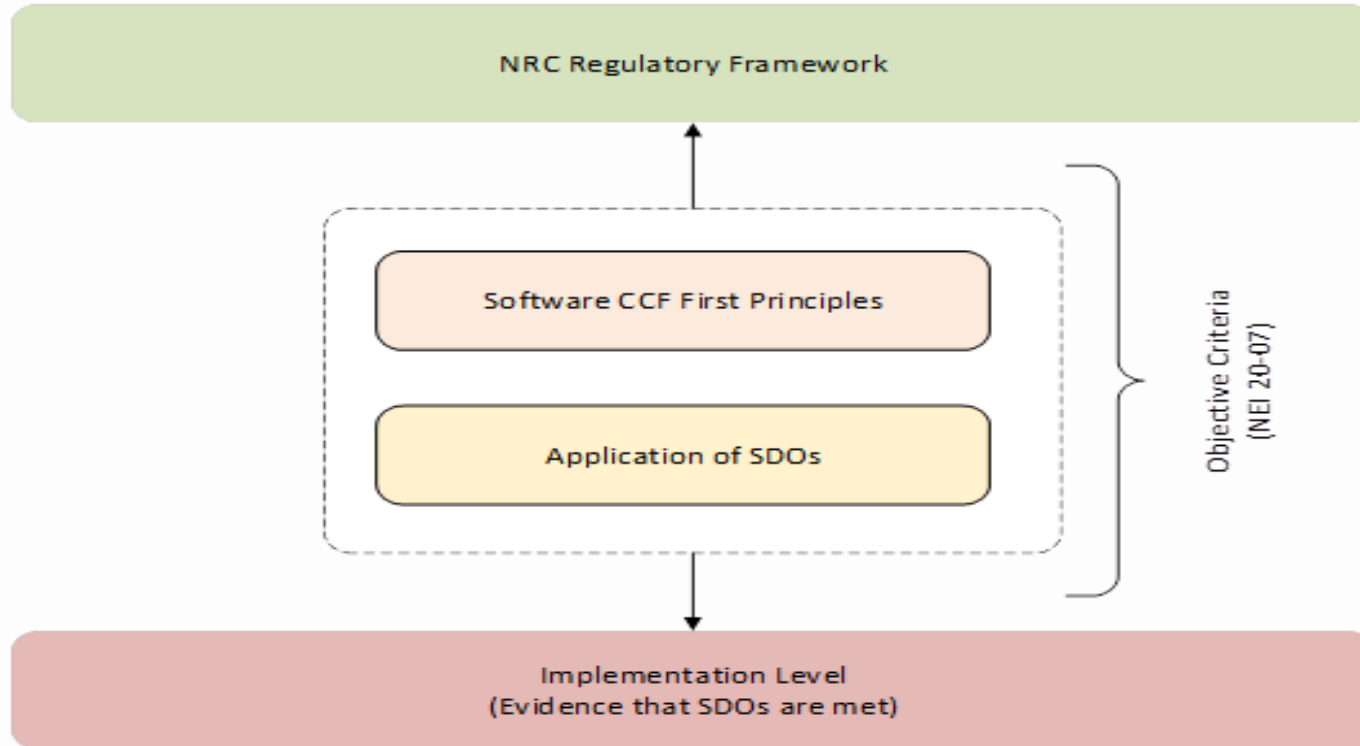 NRC Regulatory Framework
Software CCF First Principles
Application of SDOs
Objective Criteria
(NEI 20-07)
Implementation Level
(Evidence that SDOs are met)